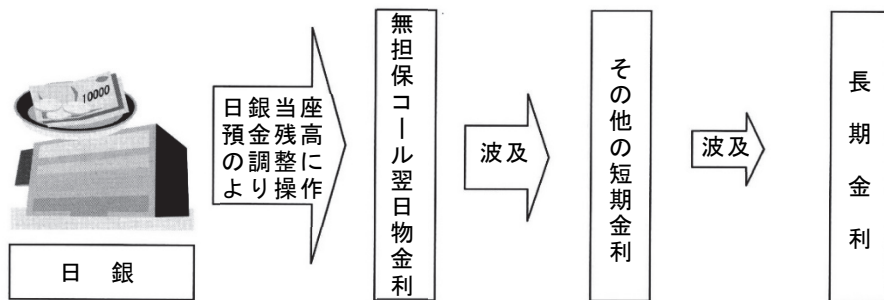 10000
日銀
日銀当座
預金残高
の調整に
より操作
無担保コール翌日物金利
波及
その他の短期金利
波及
長期金利